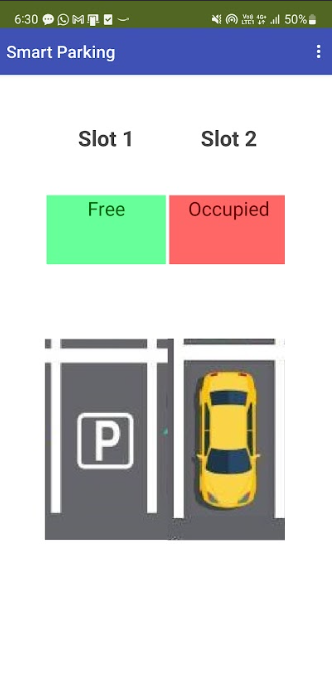 6:30 50%
Smart Parking
Slot 1 Slot 2
Free Occupied
P